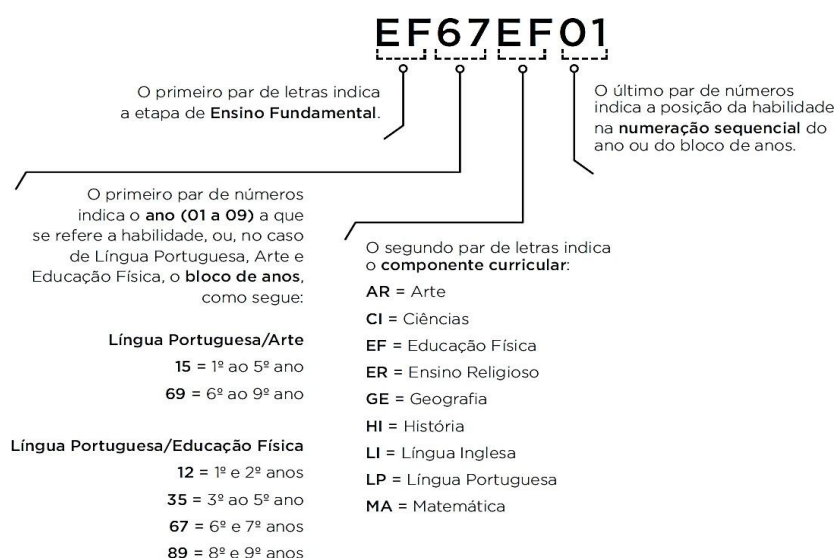 EF67EF01
O primeiro par de letras indica
a etapa de Ensino Fundamental.
O último par de números
indica a posição da habilidade
na numeração sequencial do
ano ou do bloco de anos.
O primeiro par de números
indica o ano (01 a 09) a que
se refere a habilidade, ou, no caso
de Língua Portuguesa, Arte e
Educação Física, o bloco de anos,
como segue:
Língua Portuguesa/Arte
15 = 1º ao 5º ano
69 = 6º ao 9º ano
Língua Portuguesa/Educação Física
12 = 1º e 2º anos
35 = 3º ao 5º ano
67 = 6º e 7º anos
89 = 8º e 9º anos
O segundo par de letras indica
o componente curricular:
AR = Arte
CI = Ciências
EF = Educação Física
ER = Ensino Religioso
GE = Geografia
HI = História
LI = Língua Inglesa
LP = Língua Portuguesa
MA = Matemática